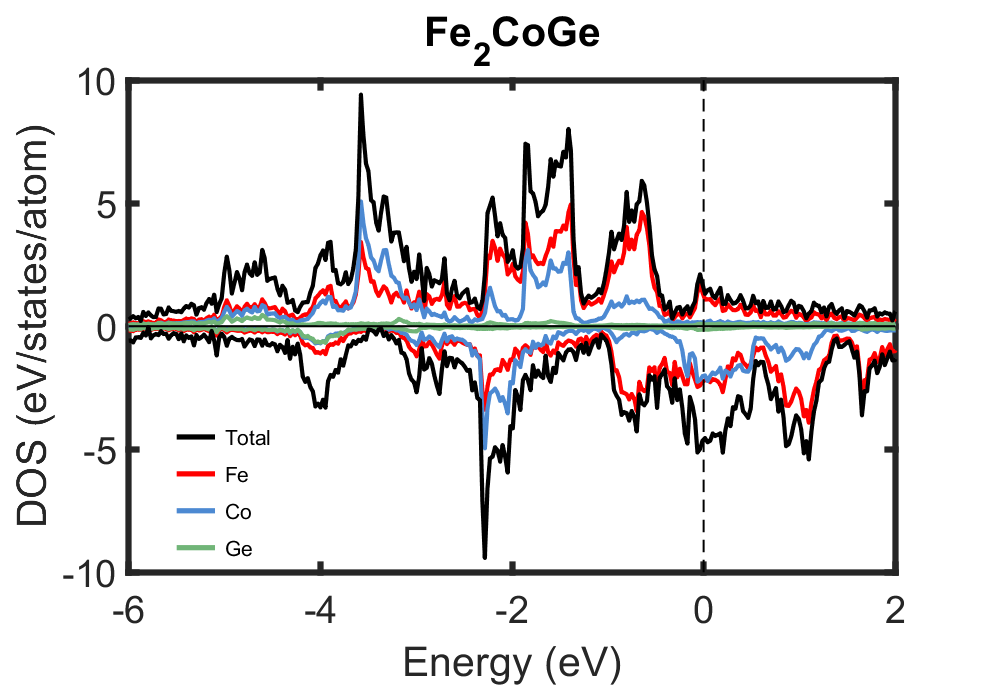 Fe₂CoGe
DOS (eV/states/atom)
10
5
0
0
-5
-10
Total
Fe
Co
Ge
-6 -4 -2 0 2
Energy (eV)